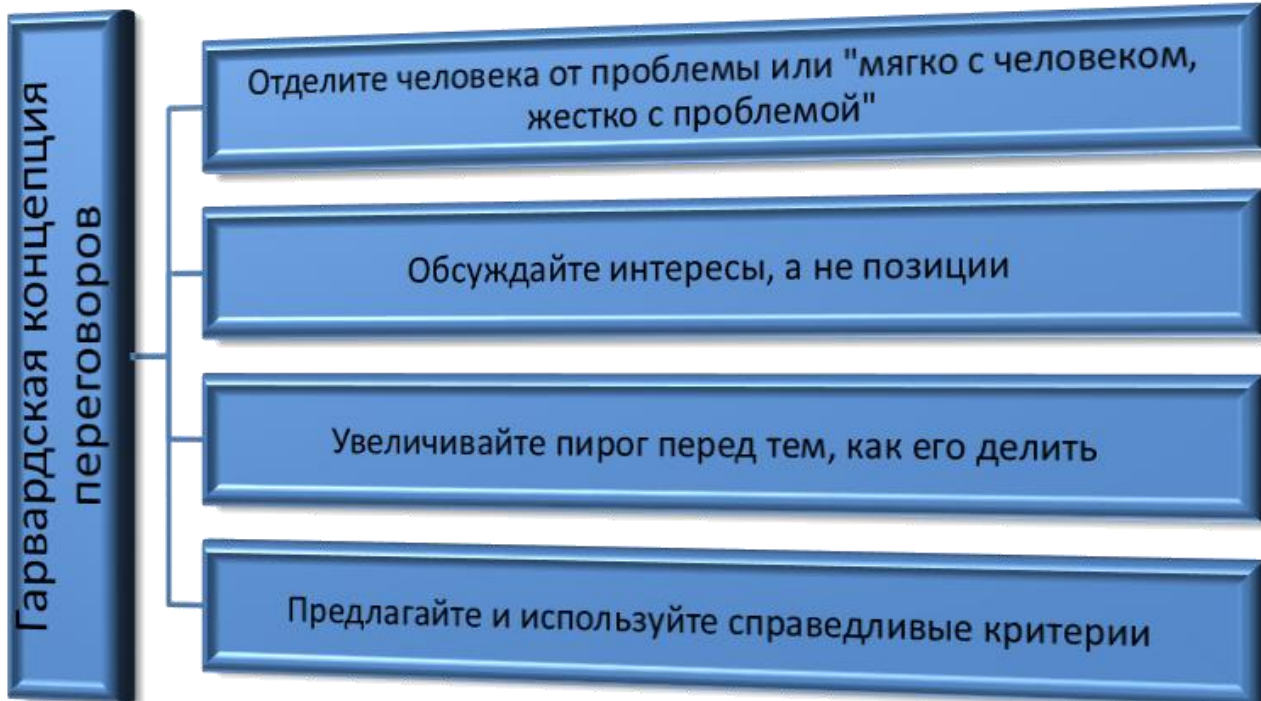 Гарвардская концепция
переговоров
Отделите человека от проблемы или "мягко с человеком,
жестко с проблемой"
Обсуждайте интересы, а не позиции
Увеличивайте пирог перед тем, как его делить
Предлагайте и используйте справедливые критерии